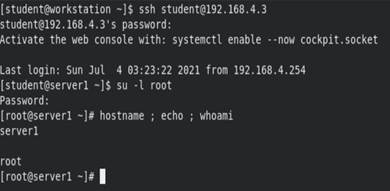 [student@workstation ~]$ ssh student@192.168.4.3
student@192.168.4.3's password:
Activate the web console with: systemctl enable --now cockpit.socket

Last login: Sun Jul  4 03:23:22 2021 from 192.168.4.254
[student@server1 ~]$ su -l root
Password:
[root@server1 ~]# hostname ; echo ; whoami
server1

root
[root@server1 ~]#